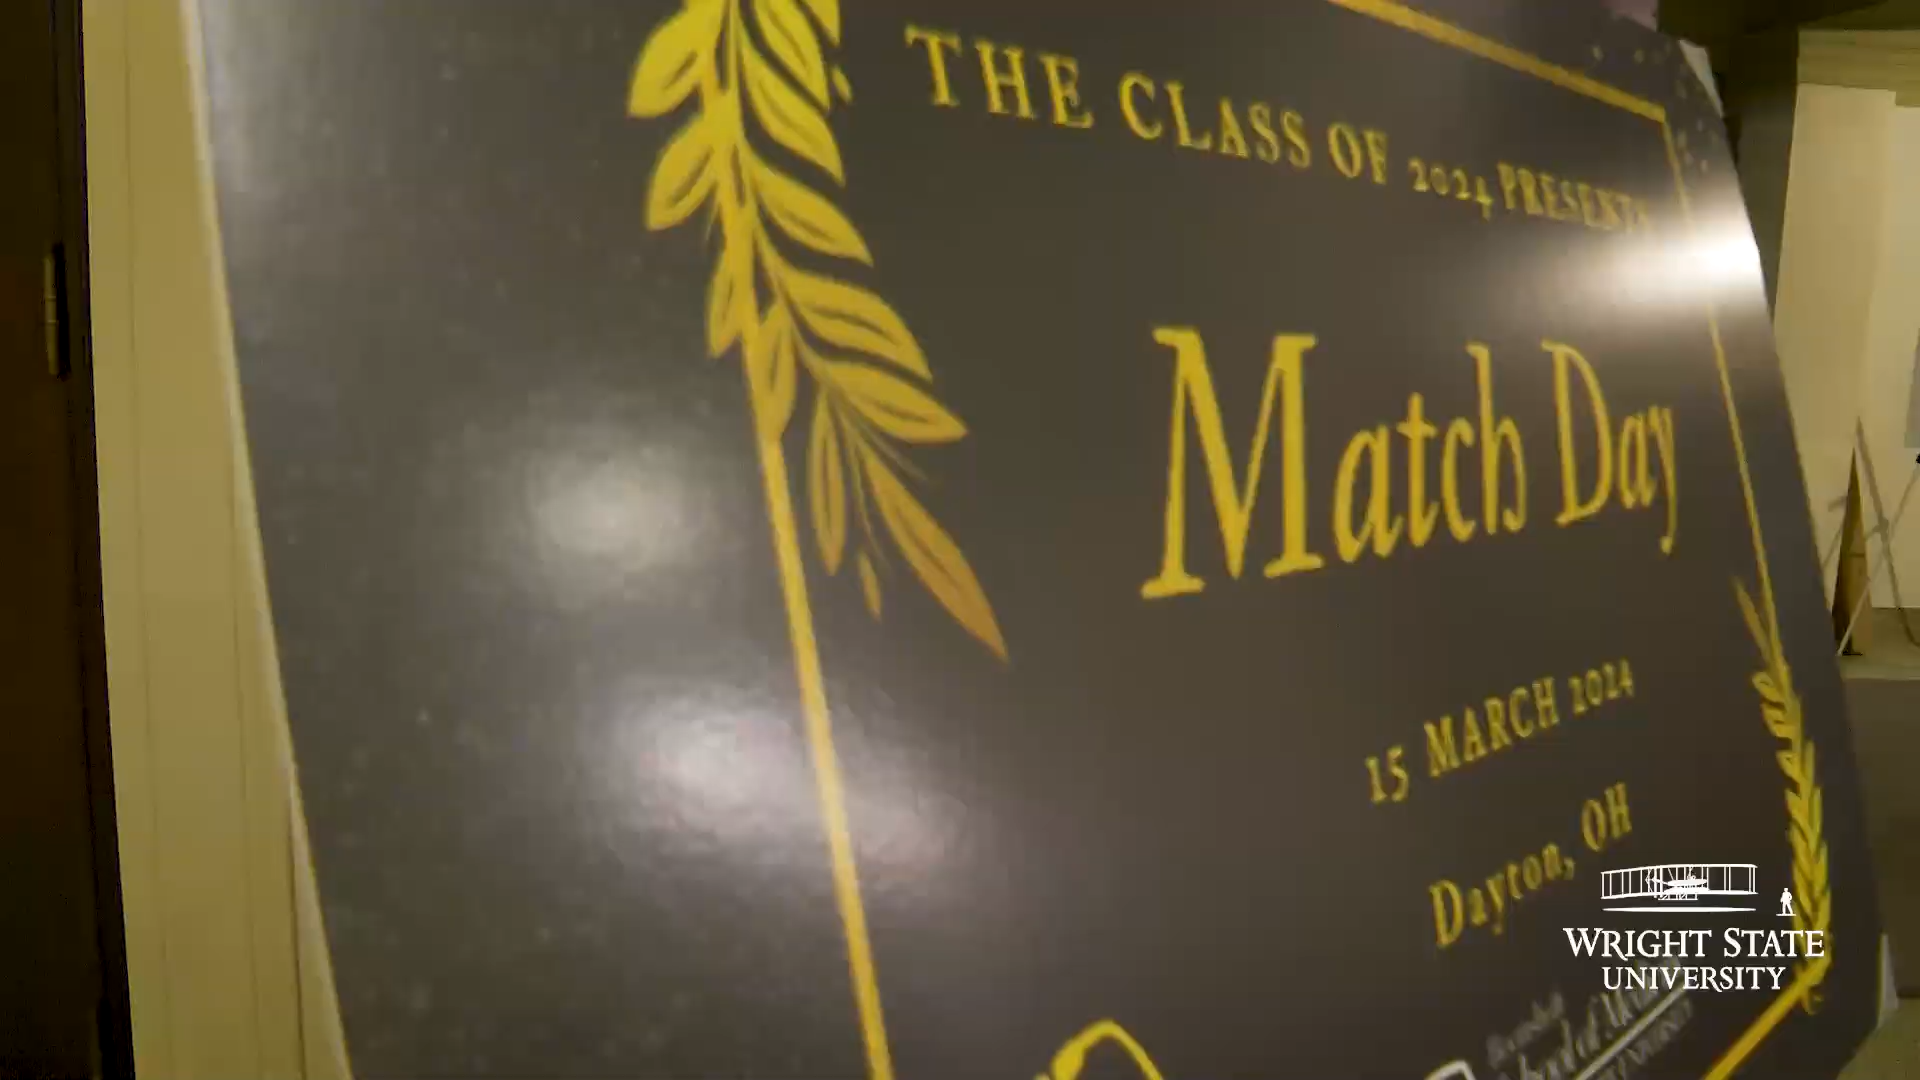 THE CLASS OF 2024 PRESENTS
Match Day
15 MARCH 2024
Dayton, OH
WRIGHT STATE
UNIVERSITY